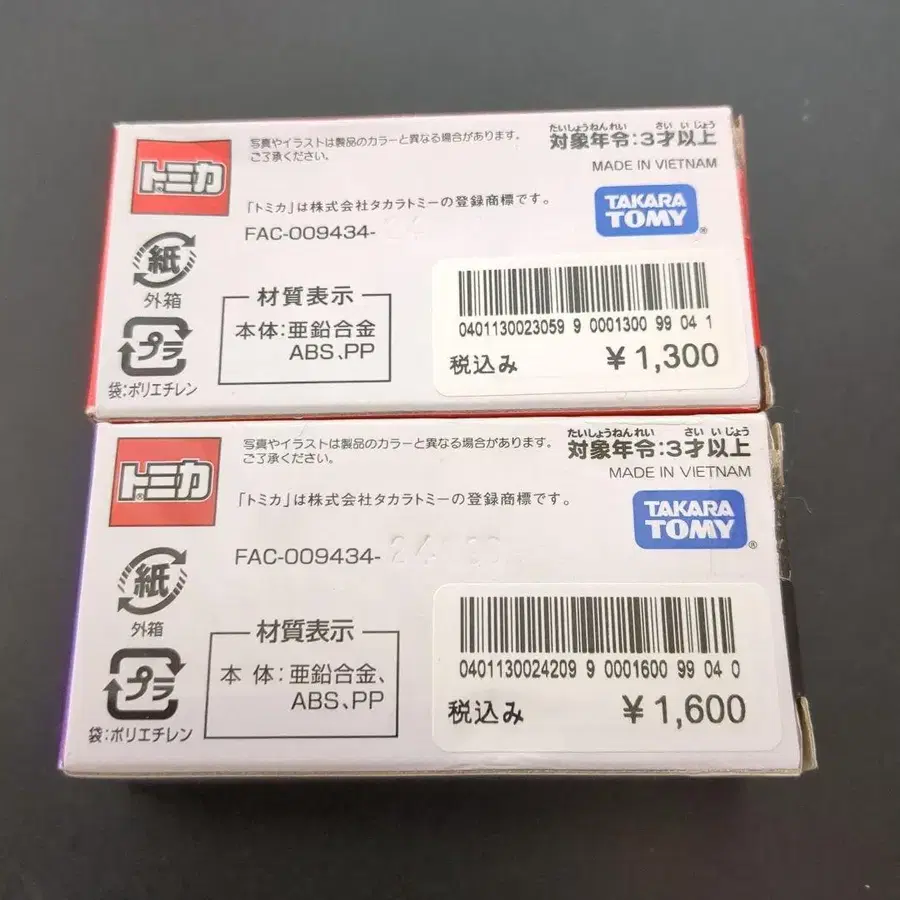 トミカ®
写真やイラストは製品のカラーと異なる場合があります。
ご了承ください。
たいしょうねんれい さいいじょう
対象年令:3才以上
MADE IN VIETNAM
「トミカ」は株式会社タカラトミーの登録商標です。
TAKARA
TOMY®
FAC-009434-
紙
外箱
プラ
袋:ポリエチレン
材質表示
本体:亜鉛合金
ABS、PP
0401130023059 9 0001300 99 04 1
税込み ¥1,300
トミカ®
写真やイラストは製品のカラーと異なる場合があります。
ご了承ください。
たいしょうねんれい さいいじょう
対象年令:3才以上
MADE IN VIETNAM
「トミカ」は株式会社タカラトミーの登録商標です。
TAKARA
TOMY®
FAC-009434-
紙
外箱
プラ
袋:ポリエチレン
材質表示
本体:亜鉛合金、
ABS、PP
0401130024209 9 0001600 99 04 0
税込み ¥1,600